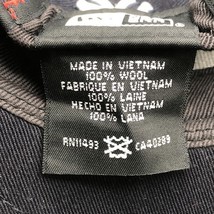 MADE IN VIETNAM
100% WOOL
FABRIQUE EN VIETNAM
100% LAINE
HECHO EN VIETNAM
100% LANA
RN11493 CA40289